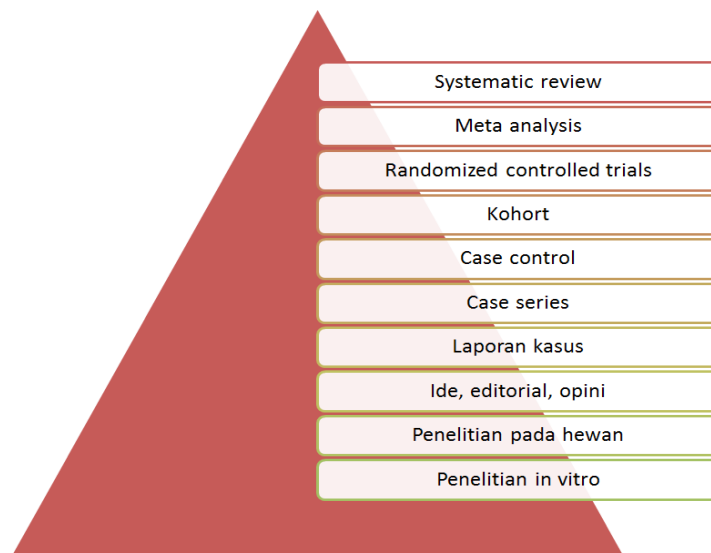 Systematic review
Meta analysis
Randomized controlled trials
Kohort
Case control
Case series
Laporan kasus
Ide, editorial, opini
Penelitian pada hewan
Penelitian in vitro